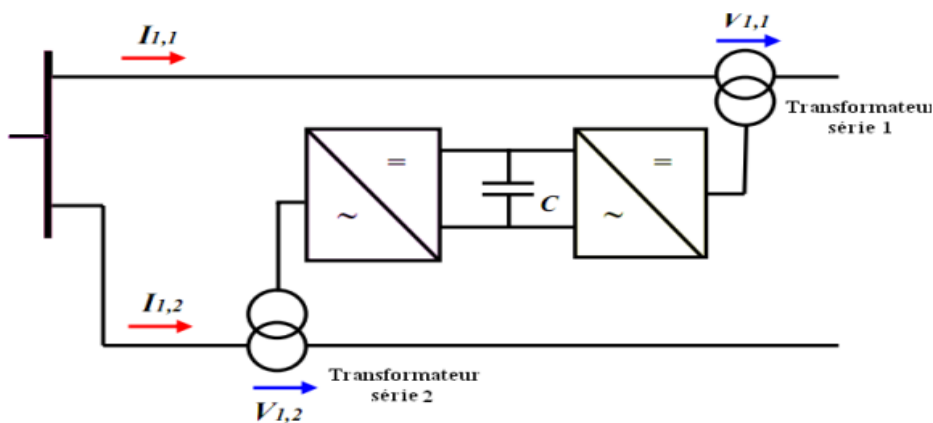 I1,1
V1,1
Transformateur
série 1
=
=
~
~
C
I1,2
Transformateur
série 2
V1,2